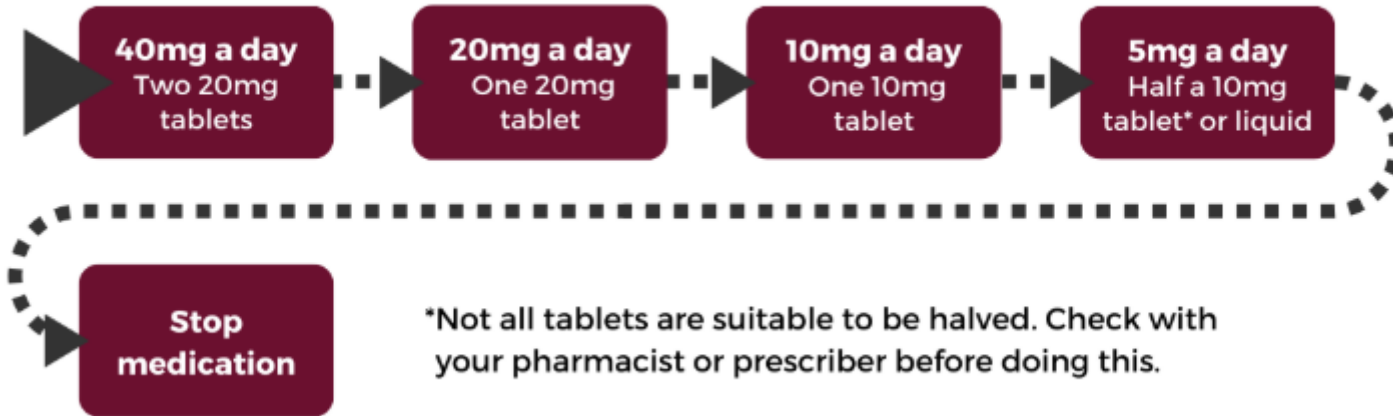 40mg a day
Two 20mg
tablets
20mg a day
One 20mg
tablet
10mg a day
One 10mg
tablet
5mg a day
Half a 10mg
tablet* or liquid
Stop
medication
*Not all tablets are suitable to be halved. Check with
your pharmacist or prescriber before doing this.